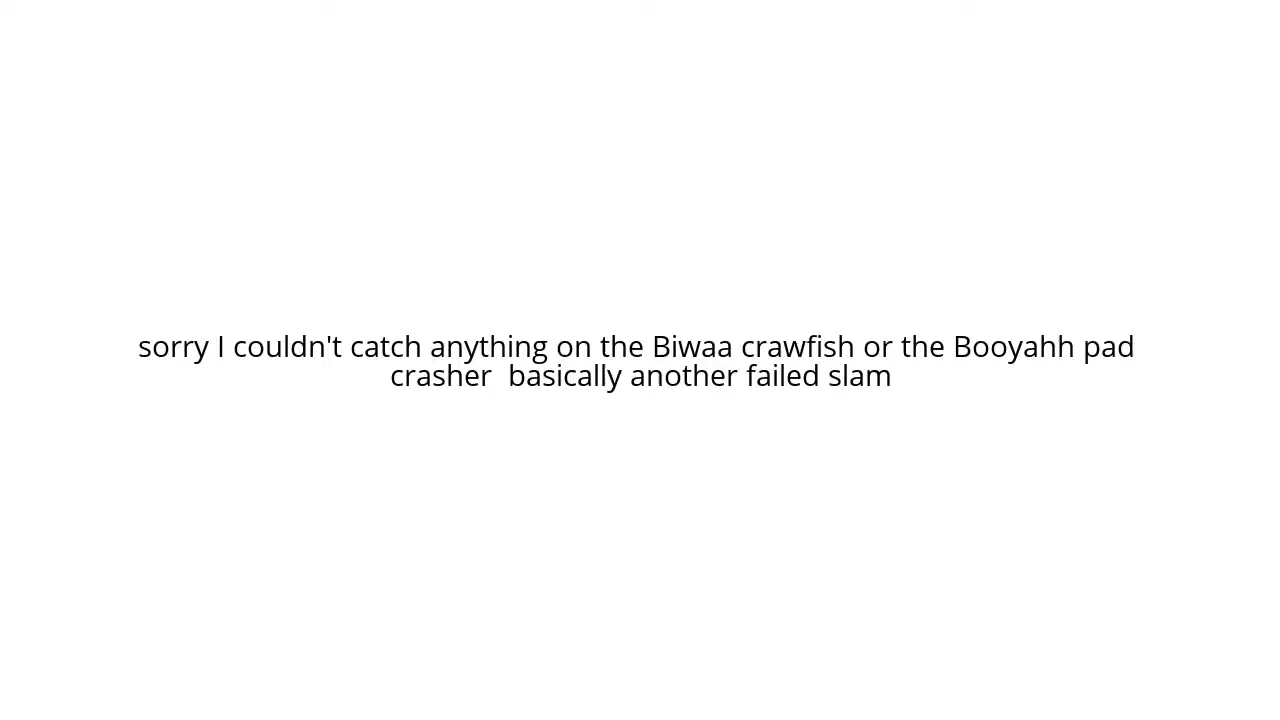 sorry I couldn't catch anything on the Biwaa crawfish or the Booyahh pad
crasher  basically another failed slam